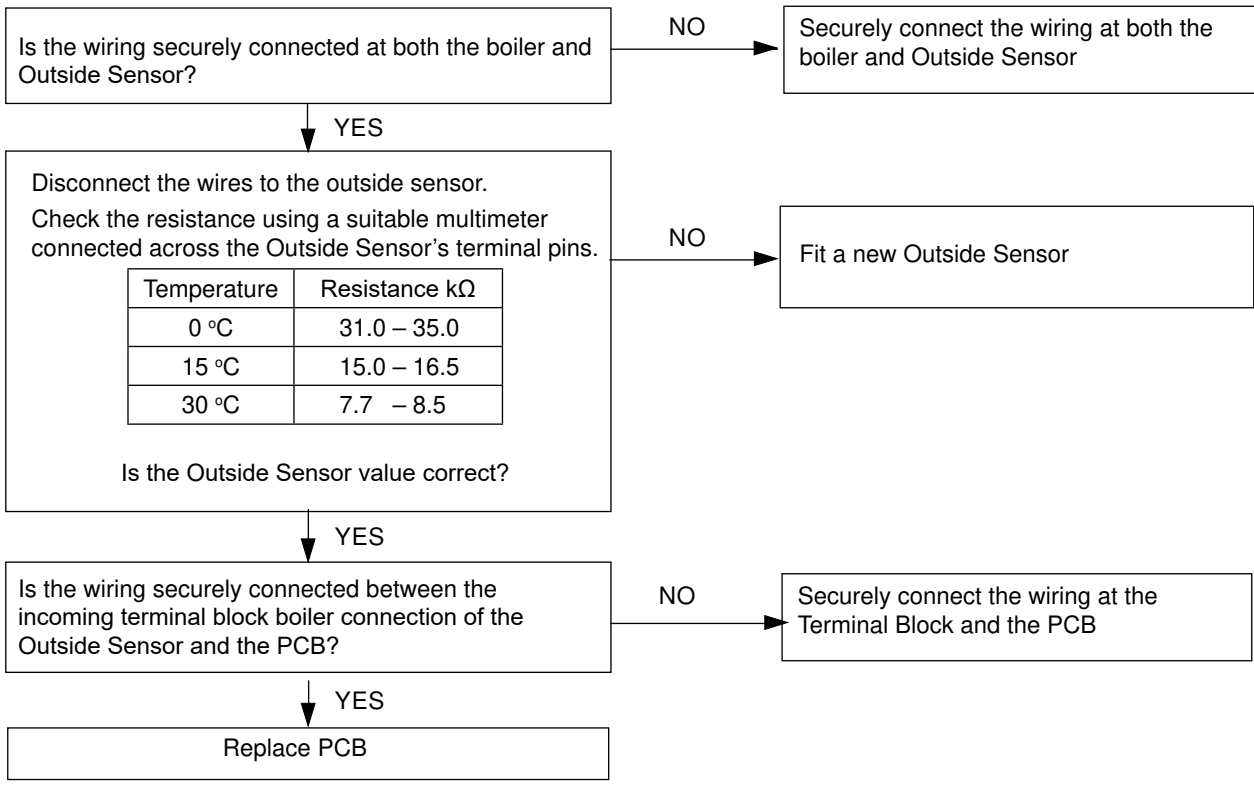 Is the wiring securely connected at both the boiler and
Outside Sensor?
NO
Securely connect the wiring at both the
boiler and Outside Sensor
YES
Disconnect the wires to the outside sensor.
Check the resistance using a suitable multimeter
connected across the Outside Sensor’s terminal pins.
NO
Fit a new Outside Sensor
Temperature Resistance kΩ
0 ºC 31.0 – 35.0
15 ºC 15.0 – 16.5
30 ºC 7.7 – 8.5
Is the Outside Sensor value correct?
YES
Is the wiring securely connected between the
incoming terminal block boiler connection of the
Outside Sensor and the PCB?
NO
Securely connect the wiring at the
Terminal Block and the PCB
YES
Replace PCB